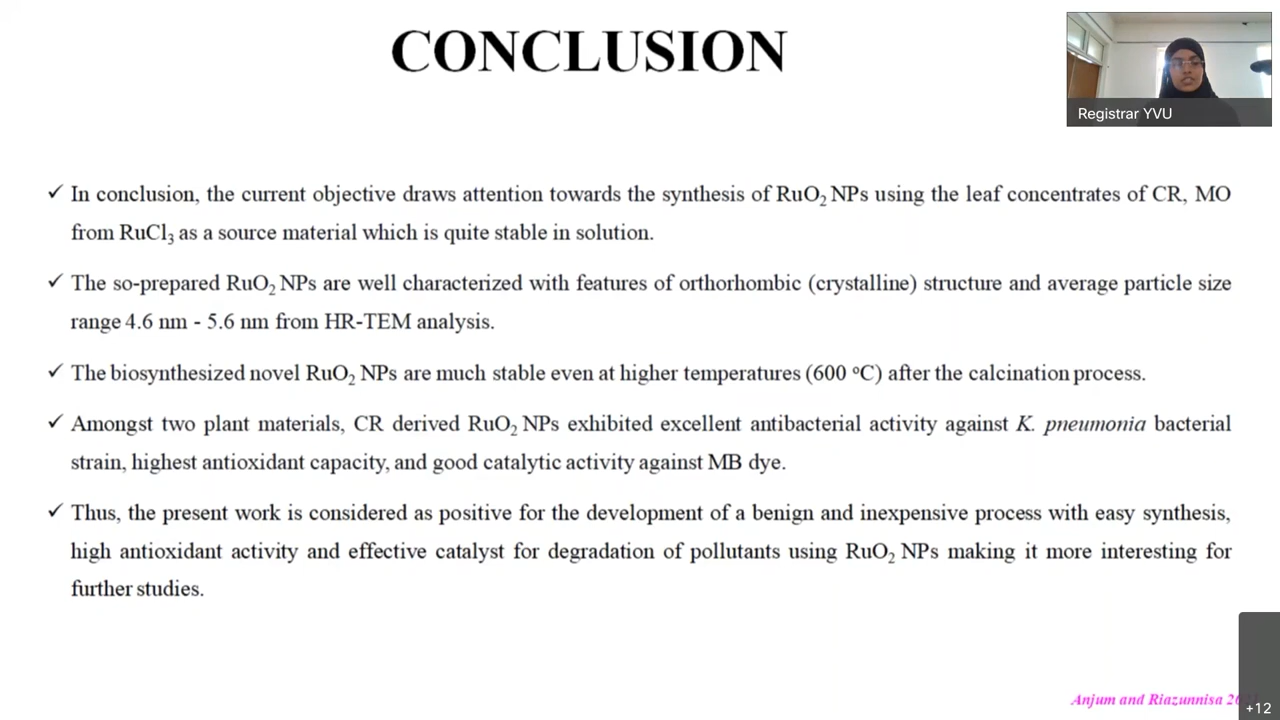 CONCLUSION
Registrar YVU
✓ In conclusion, the current objective draws attention towards the synthesis of RuO₂ NPs using the leaf concentrates of CR, MO
from RuCl₃ as a source material which is quite stable in solution.
✓ The so-prepared RuO₂ NPs are well characterized with features of orthorhombic (crystalline) structure and average particle size
range 4.6 nm - 5.6 nm from HR-TEM analysis.
✓ The biosynthesized novel RuO₂ NPs are much stable even at higher temperatures (600 ºC) after the calcination process.
✓ Amongst two plant materials, CR derived RuO₂ NPs exhibited excellent antibacterial activity against K. pneumonia bacterial
strain, highest antioxidant capacity, and good catalytic activity against MB dye.
✓ Thus, the present work is considered as positive for the development of a benign and inexpensive process with easy synthesis,
high antioxidant activity and effective catalyst for degradation of pollutants using RuO₂ NPs making it more interesting for
further studies.
Anjum and Riazunnisa
+12